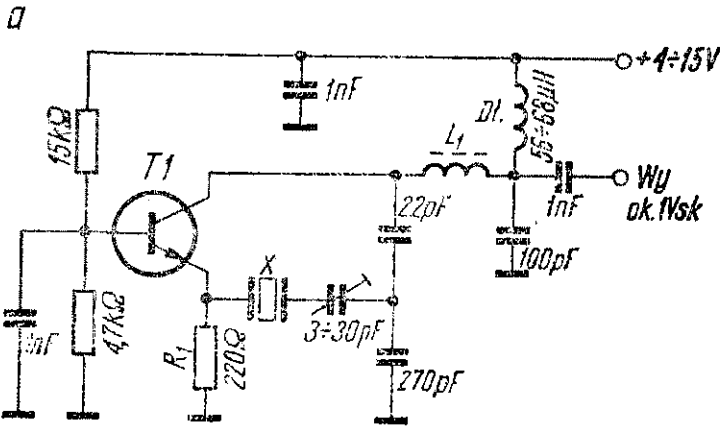 a
+4÷15V
1nF
15kΩ
Dł.
56÷68µH
L1
T1
1nF
Wy
ok.1Vsk
22pF
100pF
X
3÷30pF
1nF
4,7kΩ
R1
220Ω
270pF